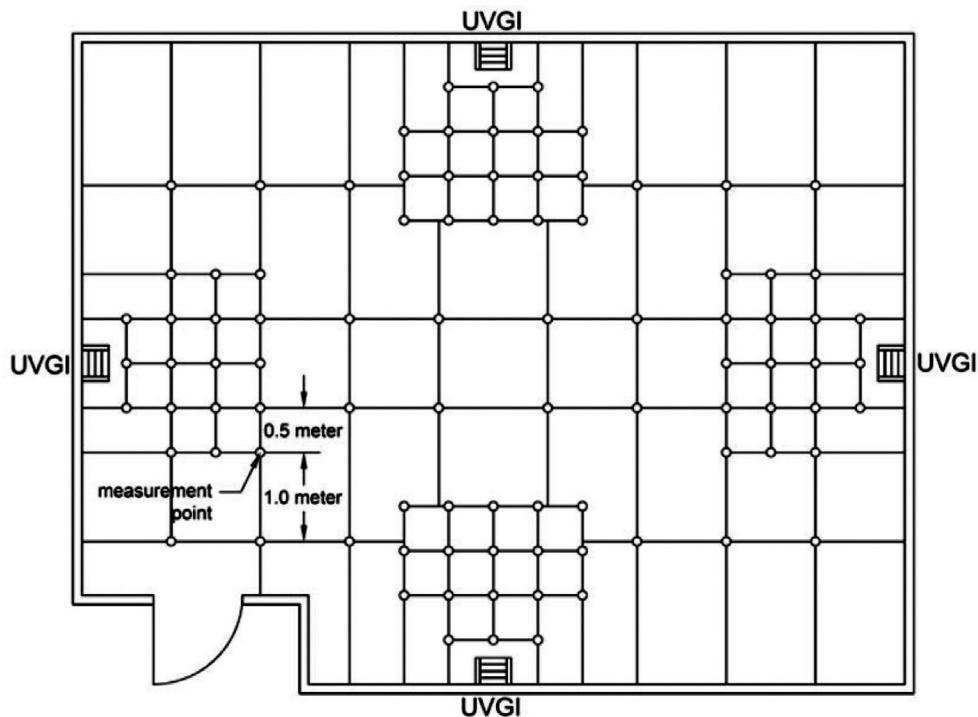 UVGI
UVGI
UVGI
0.5 meter
measurement
point
1.0 meter
UVGI